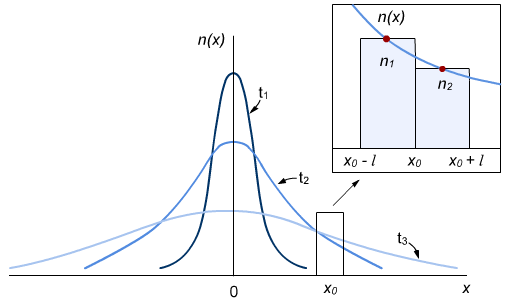 n(x)
n(x)
n1
n2
x0 - l
x0
x0 + l
t1
t2
t3
0
x0
x